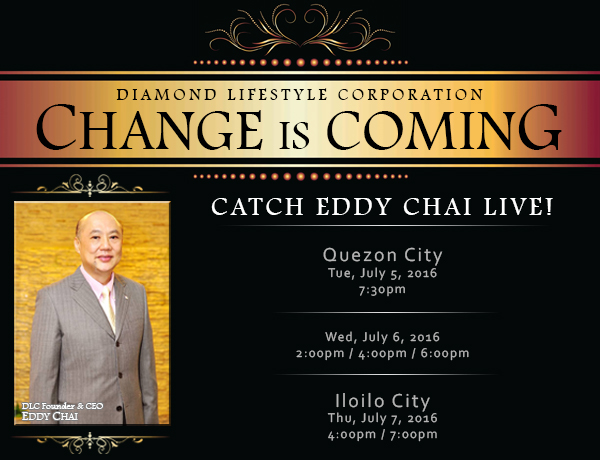 DIAMOND LIFESTYLE CORPORATION
CHANGE IS COMING
CATCH EDDY CHAI LIVE!
Quezon City
Tue, July 5, 2016
7:30pm
Wed, July 6, 2016
2:00pm / 4:00pm / 6:00pm
Iloilo City
Thu, July 7, 2016
4:00pm / 7:00pm
DLC Founder & CEO
EDDY CHAI